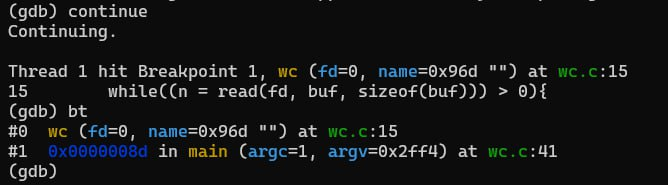 (gdb) continue
Continuing.
Thread 1 hit Breakpoint 1, wc (fd=0, name=0x96d "") at wc.c:15
15        while((n = read(fd, buf, sizeof(buf))) > 0){
(gdb) bt
#0  wc (fd=0, name=0x96d "") at wc.c:15
#1  0x0000008d in main (argc=1, argv=0x2ff4) at wc.c:41
(gdb)